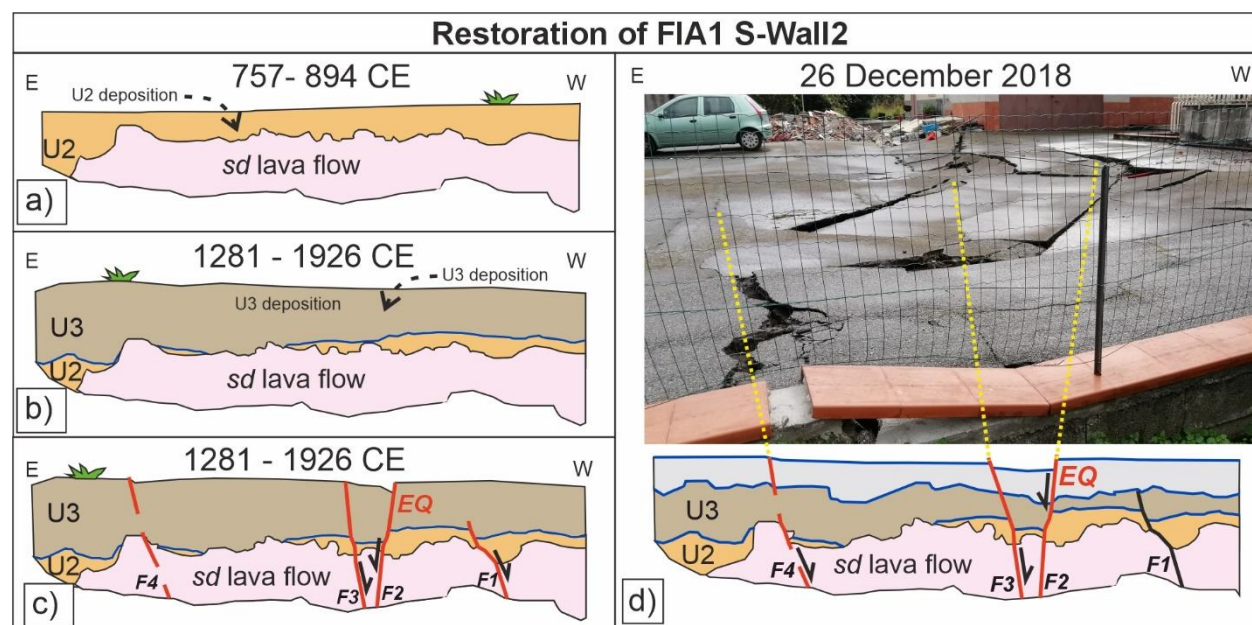 Restoration of FIA1 S-Wall2
E
757- 894 CE
W
U2 deposition
U2
sd lava flow
a)
E
1281 - 1926 CE
W
U3 deposition
U3 deposition
U3
U2
sd lava flow
b)
E
1281 - 1926 CE
W
EQ
U3
U2
sd lava flow
F4
F3
F2
F1
c)
E
26 December 2018
W
EQ
U3
U2
sd lava flow
F4
F3
F2
F1
d)